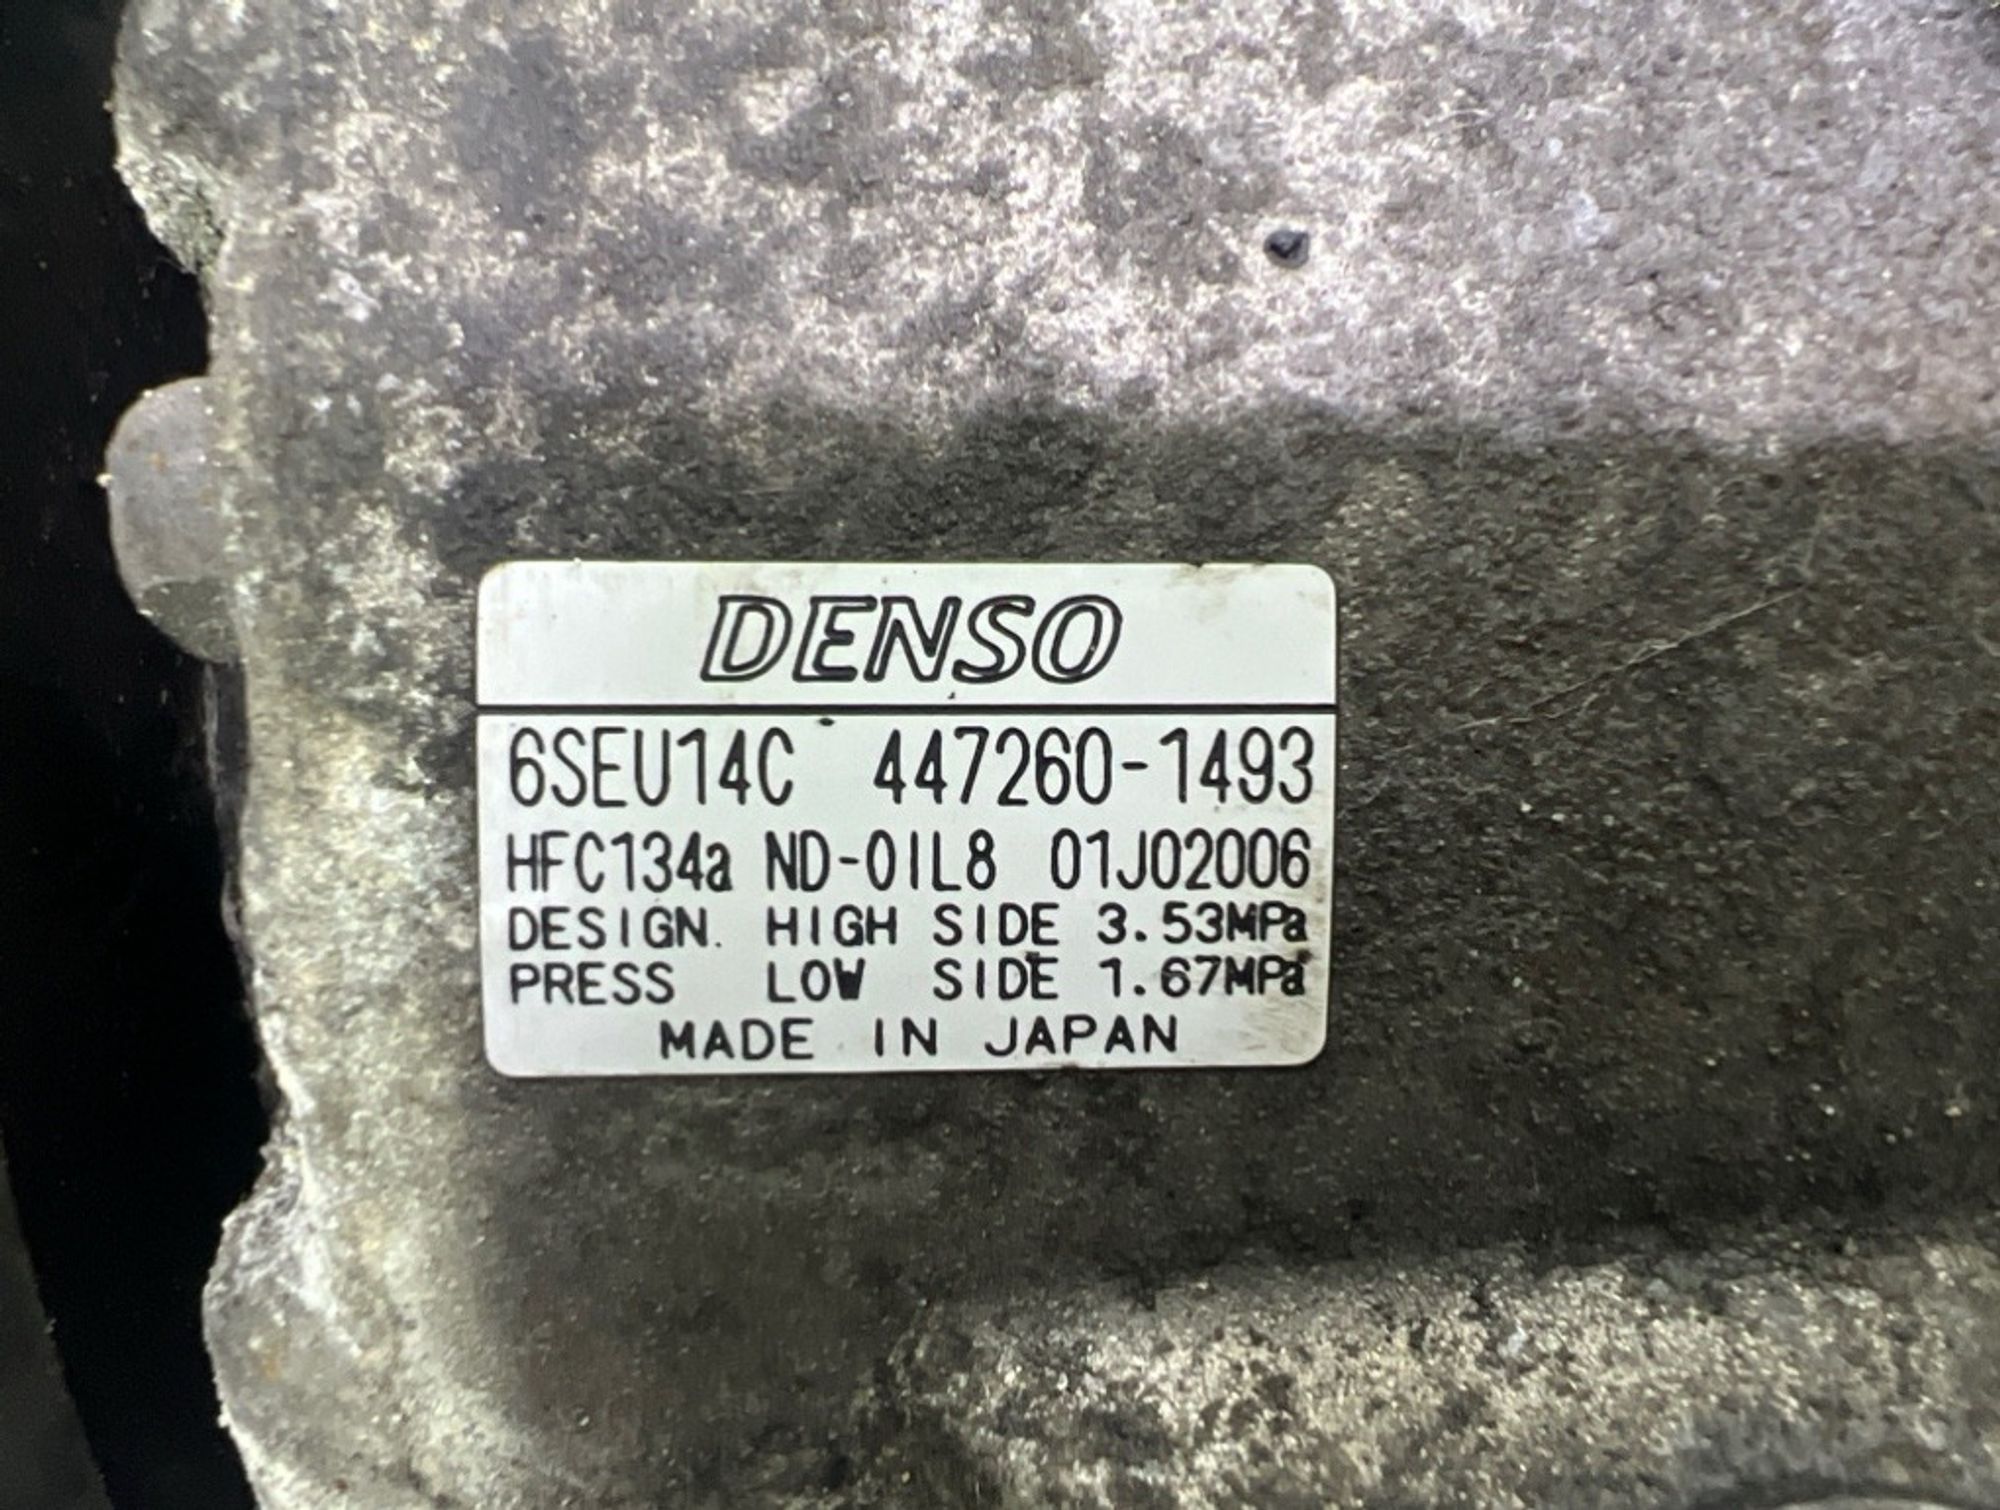 DENSO
6SEU14C 447260-1493
HFC134a ND-OIL8 01J02006
DESIGN. HIGH SIDE 3.53MPa
PRESS LOW SIDE 1.67MPa
MADE IN JAPAN